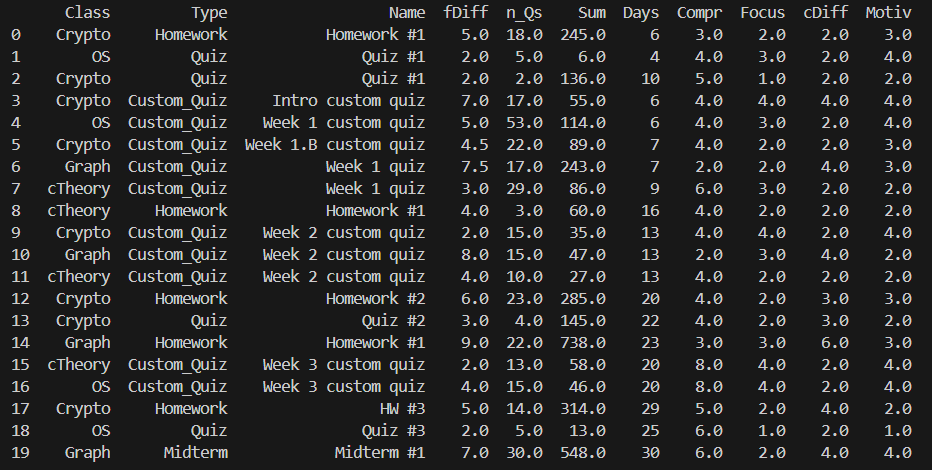 Class Type Name fDiff n_Qs Sum Days Compr Focus cDiff Motiv
0 Crypto Homework Homework #1 5.0 18.0 245.0 6 3.0 2.0 2.0 3.0
1 OS Quiz Quiz #1 2.0 5.0 6.0 4 4.0 3.0 2.0 4.0
2 Crypto Quiz Quiz #1 2.0 2.0 136.0 10 5.0 1.0 2.0 2.0
3 Crypto Custom_Quiz Intro custom quiz 7.0 17.0 55.0 6 4.0 4.0 4.0 4.0
4 OS Custom_Quiz Week 1 custom quiz 5.0 53.0 114.0 6 4.0 3.0 2.0 4.0
5 Crypto Custom_Quiz Week 1.B custom quiz 4.5 22.0 89.0 7 4.0 2.0 2.0 3.0
6 Graph Custom_Quiz Week 1 quiz 7.5 17.0 243.0 7 2.0 2.0 4.0 3.0
7 cTheory Custom_Quiz Week 1 quiz 3.0 29.0 86.0 9 6.0 3.0 2.0 2.0
8 cTheory Homework Homework #1 4.0 3.0 60.0 16 4.0 2.0 2.0 2.0
9 Crypto Custom_Quiz Week 2 custom quiz 2.0 15.0 35.0 13 4.0 4.0 2.0 4.0
10 Graph Custom_Quiz Week 2 custom quiz 8.0 15.0 47.0 13 2.0 3.0 4.0 2.0
11 cTheory Custom_Quiz Week 2 custom quiz 4.0 10.0 27.0 13 4.0 2.0 2.0 2.0
12 Crypto Homework Homework #2 6.0 23.0 285.0 20 4.0 2.0 3.0 3.0
13 Crypto Quiz Quiz #2 3.0 4.0 145.0 22 4.0 2.0 3.0 2.0
14 Graph Homework Homework #1 9.0 22.0 738.0 23 3.0 3.0 6.0 3.0
15 cTheory Custom_Quiz Week 3 custom quiz 2.0 13.0 58.0 20 8.0 4.0 2.0 4.0
16 OS Custom_Quiz Week 3 custom quiz 4.0 15.0 46.0 20 8.0 4.0 2.0 4.0
17 Crypto Homework HW #3 5.0 14.0 314.0 29 5.0 2.0 4.0 2.0
18 OS Quiz Quiz #3 2.0 5.0 13.0 25 6.0 1.0 2.0 1.0
19 Graph Midterm Midterm #1 7.0 30.0 548.0 30 6.0 2.0 4.0 4.0